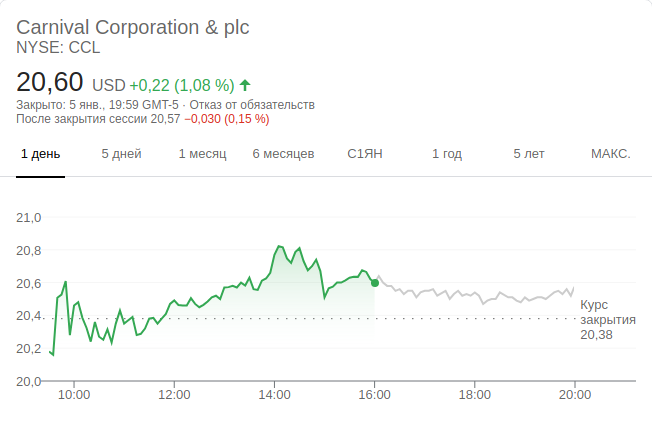 Carnival Corporation & plc
NYSE: CCL
20,60 USD +0,22 (1,08 %)
Закрыто: 5 янв., 19:59 GMT-5 · Отказ от обязательств
После закрытия сессии 20,57 −0,030 (0,15 %)
1 день 5 дней 1 месяц 6 месяцев С1ЯН 1 год 5 лет МАКС.
21,0
20,8
20,6
20,4
20,2
20,0
Курс
закрытия
20,38
10:00 12:00 14:00 16:00 18:00 20:00